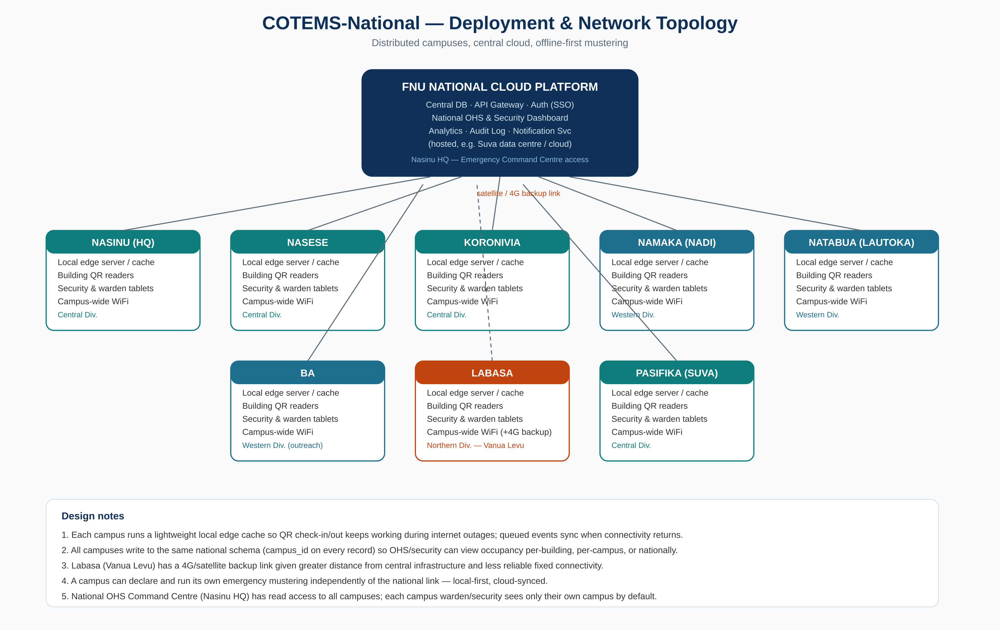 COTEMS-National — Deployment & Network Topology
Distributed campuses, central cloud, offline-first mustering
FNU NATIONAL CLOUD PLATFORM
Central DB · API Gateway · Auth (SSO)
National OHS & Security Dashboard
Analytics · Audit Log · Notification Svc
(hosted, e.g. Suva data centre / cloud)
Nasinu HQ — Emergency Command Centre access
satellite / 4G backup link
NASINU (HQ)
Local edge server / cache
Building QR readers
Security & warden tablets
Campus-wide WiFi
Central Div.
NASESE
Local edge server / cache
Building QR readers
Security & warden tablets
Campus-wide WiFi
Central Div.
KORONIVIA
Local edge server / cache
Building QR readers
Security & warden tablets
Campus-wide WiFi
Central Div.
NAMAKA (NADI)
Local edge server / cache
Building QR readers
Security & warden tablets
Campus-wide WiFi
Western Div.
NATABUA (LAUTOKA)
Local edge server / cache
Building QR readers
Security & warden tablets
Campus-wide WiFi
Western Div.
BA
Local edge server / cache
Building QR readers
Security & warden tablets
Campus-wide WiFi
Western Div. (outreach)
LABASA
Local edge server / cache
Building QR readers
Security & warden tablets
Campus-wide WiFi (+4G backup)
Northern Div. — Vanua Levu
PASIFIKA (SUVA)
Local edge server / cache
Building QR readers
Security & warden tablets
Campus-wide WiFi
Central Div.
Design notes
1. Each campus runs a lightweight local edge cache so QR check-in/out keeps working during internet outages; queued events sync when connectivity returns.
2. All campuses write to the same national schema (campus_id on every record) so OHS/security can view occupancy per-building, per-campus, or nationally.
3. Labasa (Vanua Levu) has a 4G/satellite backup link given greater distance from central infrastructure and less reliable fixed connectivity.
4. A campus can declare and run its own emergency mustering independently of the national link — local-first, cloud-synced.
5. National OHS Command Centre (Nasinu HQ) has read access to all campuses; each campus warden/security sees only their own campus by default.